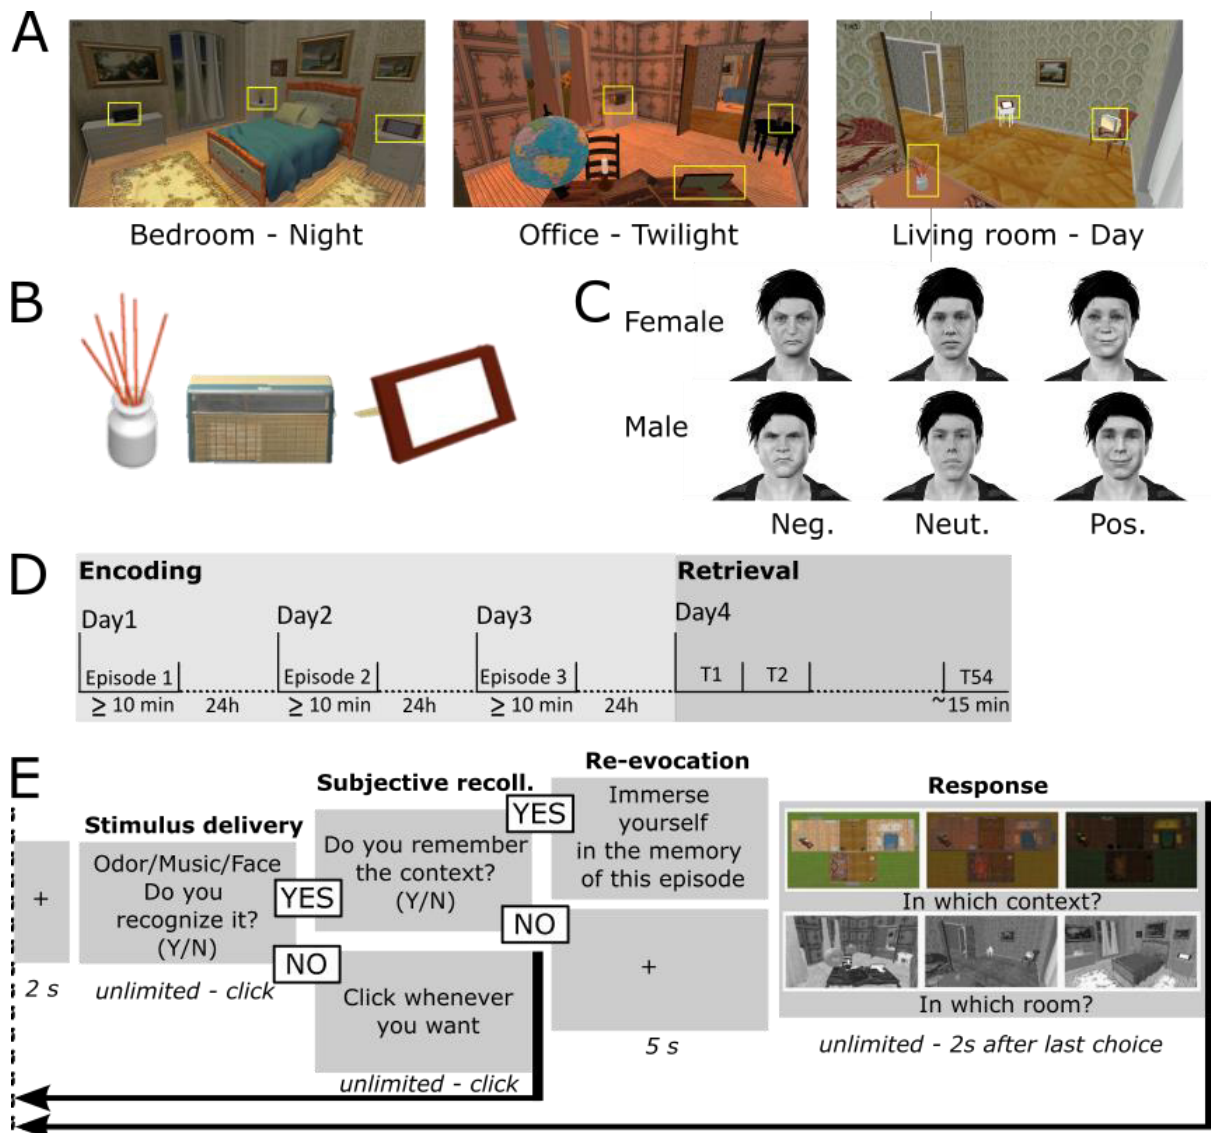 A
Bedroom - Night
Office - Twilight
Living room - Day
B
C
Female
Male
Neg.
Neut.
Pos.
D
Encoding
Retrieval
Day1
Day2
Day3
Day4
Episode 1
Episode 2
Episode 3
T1
T2
T54
≥ 10 min
24h
≥ 10 min
24h
≥ 10 min
24h
~15 min
E
+
2 s
Stimulus delivery
Odor/Music/Face
Do you
recognize it?
(Y/N)
unlimited - click
YES
NO
Subjective recoll.
Do you remember
the context?
(Y/N)
Click whenever
you want
unlimited - click
YES
NO
Re-evocation
Immerse
yourself
in the memory
of this episode
+
5 s
Response
In which context?
In which room?
unlimited - 2s after last choice